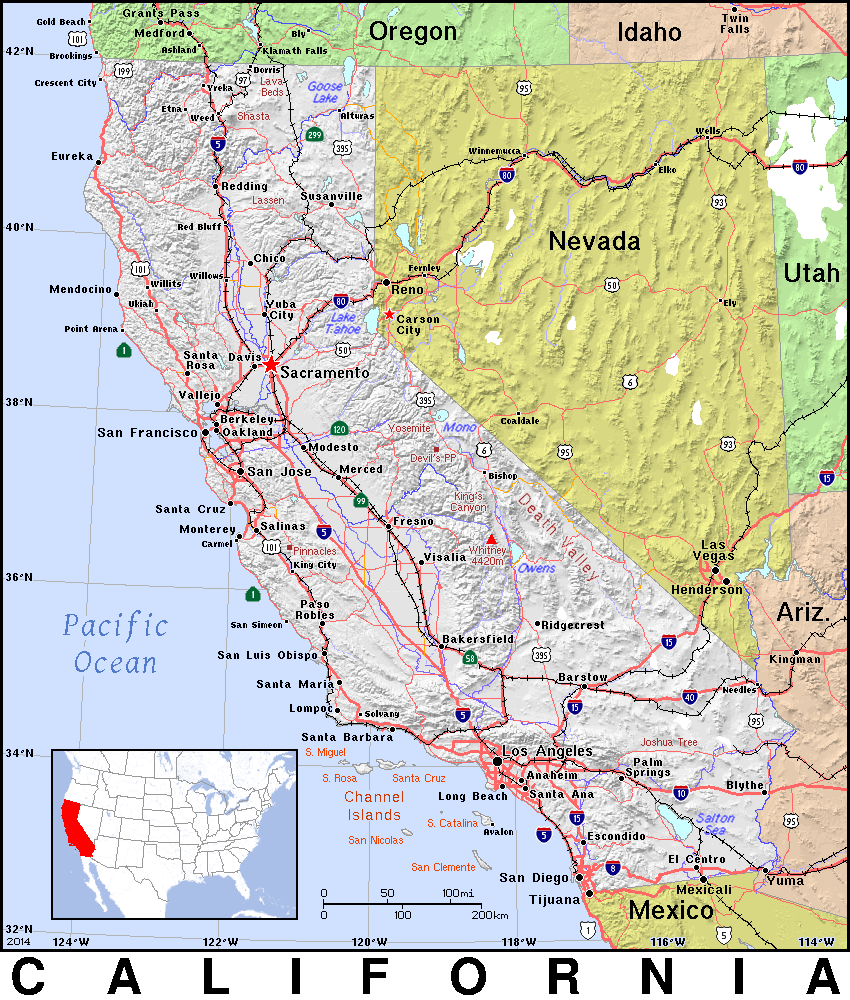 Grants Pass
Gold Beach
Medford
Oregon
Idaho
Twin
Falls
Bly
101
Ashland
Klamath Falls
42°N
Brookings
199
Dorris
97
Lava
Beds
Goose
Lake
95
Crescent City
Yreka
Etna
Weed
Shasta
Alturas
299
395
5
Wells
Winnemucca
Eureka
80
Elko
80
Redding
Lassen
Susanville
93
40°N
Red Bluff
Nevada
Chico
101
Willows
Fernley
Utah
Mendocino
Willits
Reno
50
Ukiah
Yuba
City
80
Ely
Lake
Tahoe
Carson
City
Point Arena
1
Santa
Rosa
Davis
50
Sacramento
6
Vallejo
38°N
395
Berkeley
Oakland
120
Yosemite
Mono
Coaldale
San Francisco
Modesto
Devil's PP
6
95
93
San Jose
Merced
Bishop
15
Santa Cruz
99
King's
Canyon
Death Valley
Monterey
Salinas
5
Fresno
Carmel
101
Pinnacles
Whitney
4420m
Las
Vegas
King City
Visalia
Owens
36°N
Henderson
1
Paso
Robles
Ariz.
Pacific
Ocean
San Simeon
Ridgecrest
Bakersfield
15
San Luis Obispo
58
395
Kingman
Santa Maria
Barstow
40
Needles
Lompoc
Solvang
5
15
95
Santa Barbara
34°N
S. Miguel
Los Angeles
Joshua Tree
S. Rosa
Santa Cruz
Palm
Springs
Anaheim
Channel
Islands
Long Beach
Santa Ana
10
Blythe
S. Catalina
Avalon
15
Salton
Sea
95
San Nicolas
5
Escondido
San Clemente
El Centro
San Diego
8
Yuma
Mexicali
Tijuana
0 50 100mi
0 100 200km
Mexico
32°N
1
5
2014
124°W
122°W
120°W
118°W
116°W
114°W
CALIFORNIA